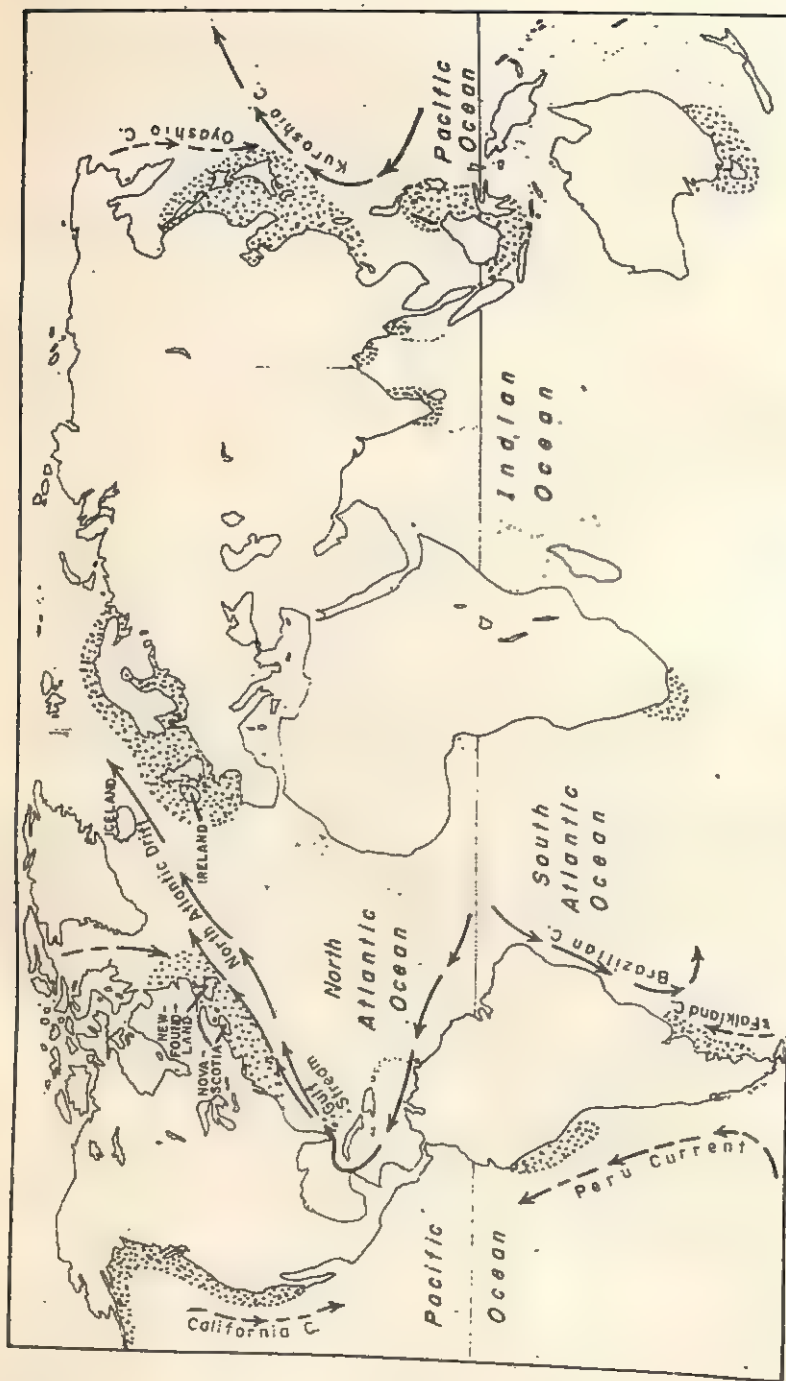 California C.
Pacific
Ocean
NOVA-
SCOTIA
NEW-
FOUND-
LAND
Gulf
Stream
North Atlantic Drift
ICELAND
IRELAND
North
Atlantic
Ocean
South
Atlantic
Ocean
Brazilian C.
Falkland C.
Peru Current
Indian
Ocean
Oyashio C.
Kuroshio C.
Pacific
Ocean